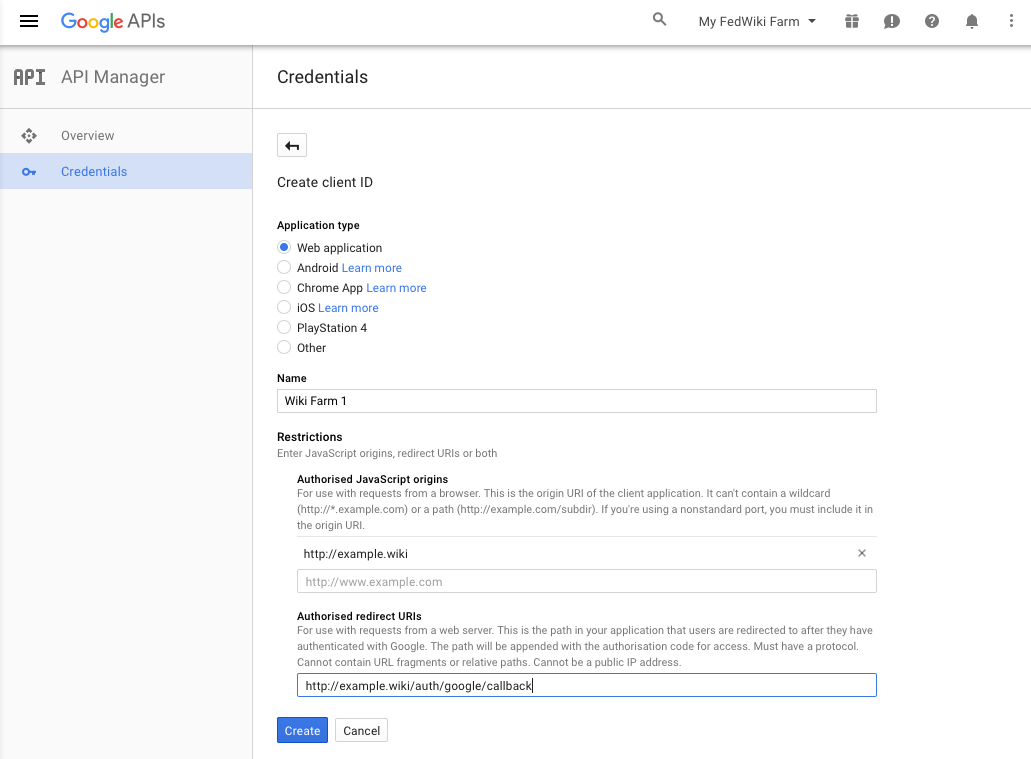 Google APIs
My FedWiki Farm
API API Manager
Credentials
Overview
Credentials
Create client ID
Application type
Web application
Android Learn more
Chrome App Learn more
iOS Learn more
PlayStation 4
Other
Name
Wiki Farm 1
Restrictions
Enter JavaScript origins, redirect URIs or both
Authorised JavaScript origins
For use with requests from a browser. This is the origin URI of the client application. It can't contain a wildcard
(http://*.example.com) or a path (http://example.com/subdir). If you're using a nonstandard port, you must include it in
the origin URI.
http://example.wiki
http://www.example.com
Authorised redirect URIs
For use with requests from a web server. This is the path in your application that users are redirected to after they have
authenticated with Google. The path will be appended with the authorisation code for access. Must have a protocol.
Cannot contain URL fragments or relative paths. Cannot be a public IP address.
http://example.wiki/auth/google/callback
Create Cancel